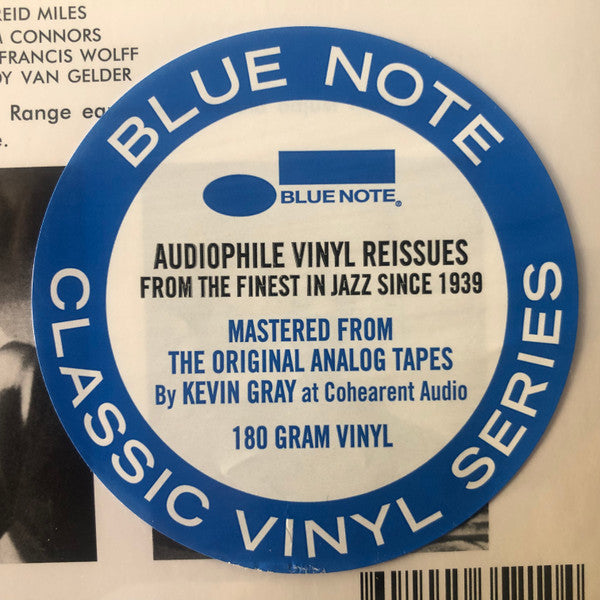 REID MILES
CONNORS
FRANCIS WOLFF
VAN GELDER
Range
BLUE NOTE
BLUE NOTE®
AUDIOPHILE VINYL REISSUES
FROM THE FINEST IN JAZZ SINCE 1939
MASTERED FROM
THE ORIGINAL ANALOG TAPES
By KEVIN GRAY at Cohearent Audio
180 GRAM VINYL
CLASSIC VINYL SERIES